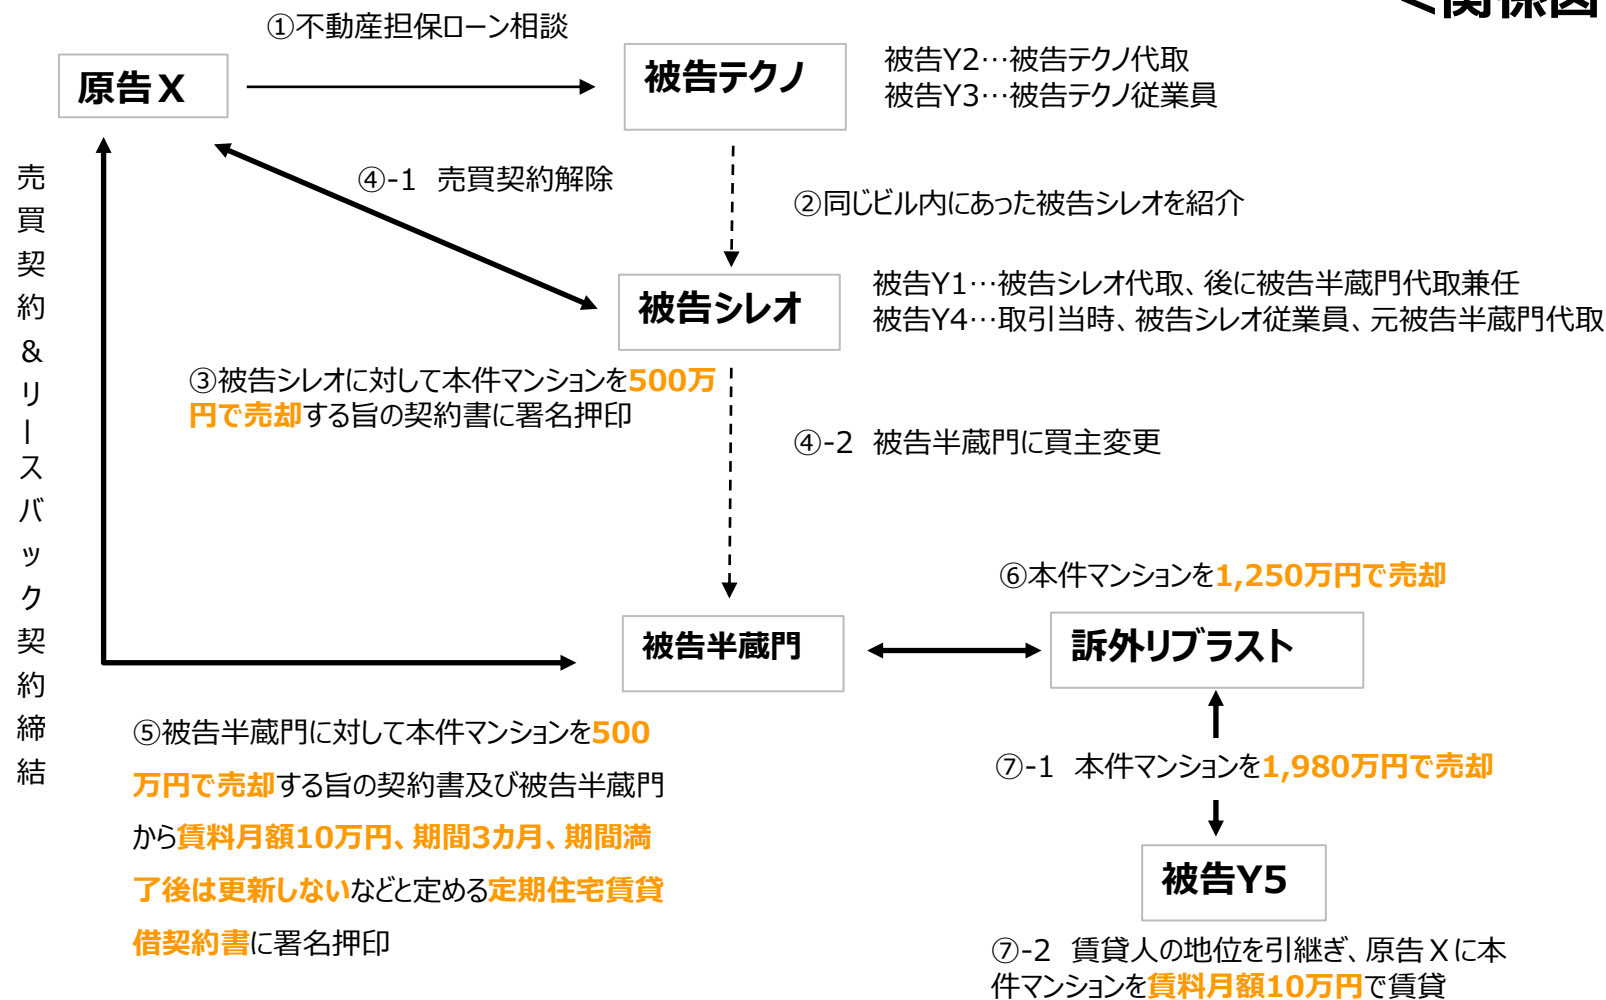 <関係図
①不動産担保ローン相談
原告X
被告テクノ
被告Y2…被告テクノ代取
被告Y3…被告テクノ従業員
売買契約&リースバック契約締結
④-1 売買契約解除
②同じビル内にあった被告シレオを紹介
被告シレオ
被告Y1…被告シレオ代取、後に被告半蔵門代取兼任
被告Y4…取引当時、被告シレオ従業員、元被告半蔵門代取
③被告シレオに対して本件マンションを500万
円で売却する旨の契約書に署名押印
④-2 被告半蔵門に買主変更
⑥本件マンションを1,250万円で売却
被告半蔵門
訴外リブラスト
⑤被告半蔵門に対して本件マンションを500
万円で売却する旨の契約書及び被告半蔵門
から賃料月額10万円、期間3カ月、期間満
了後は更新しないなどと定める定期住宅賃貸
借契約書に署名押印
⑦-1 本件マンションを1,980万円で売却
被告Y5
⑦-2 賃貸人の地位を引継ぎ、原告Xに本
件マンションを賃料月額10万円で賃貸